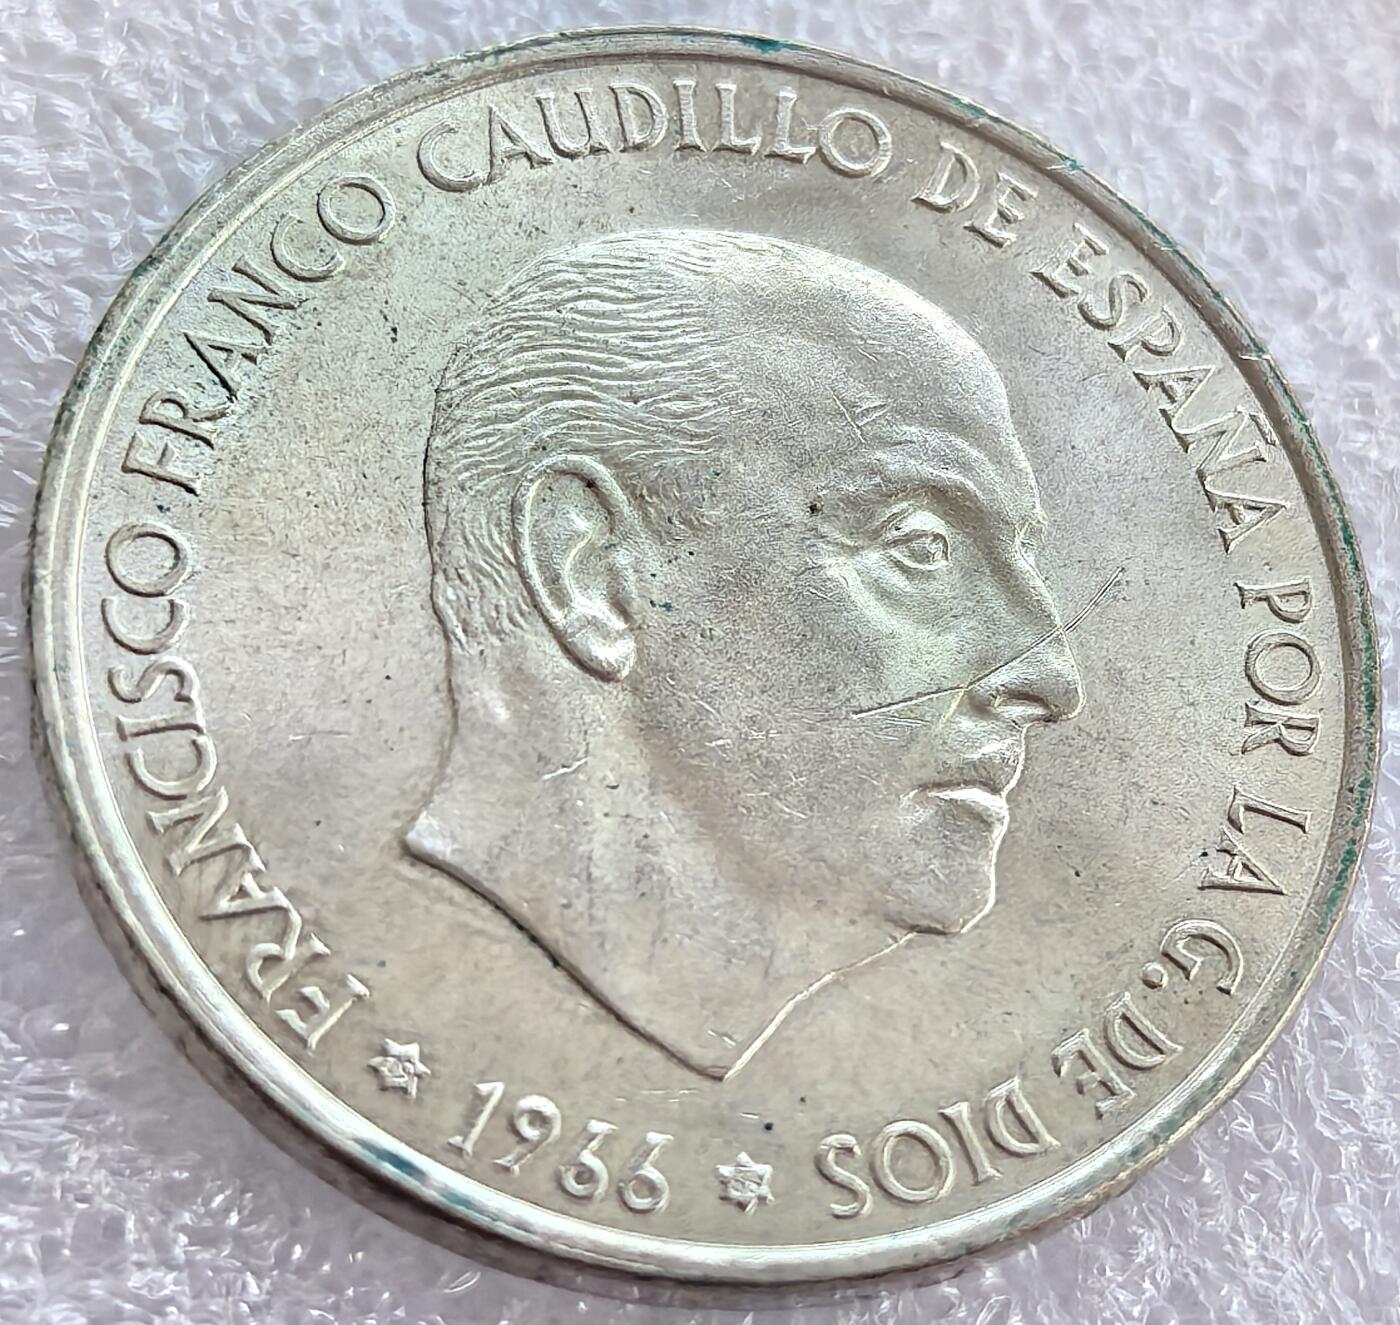 FRANCISCO FRANCO CAUDILLO DE ESPAÑA POR LA G. DE DIOS
1966